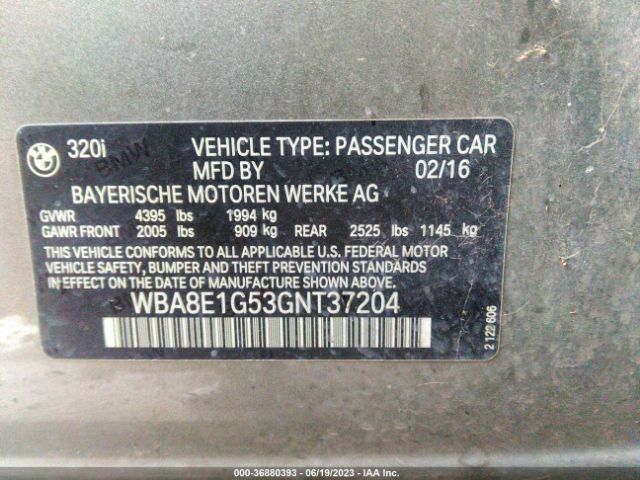 320i VEHICLE TYPE: PASSENGER CAR
BMW MFD BY 02/16
BAYERISCHE MOTOREN WERKE AG
GVWR 4395 lbs 1994 kg
GAWR FRONT 2005 lbs 909 kg REAR 2525 lbs 1145 kg
THIS VEHICLE CONFORMS TO ALL APPLICABLE U.S. FEDERAL MOTOR
VEHICLE SAFETY, BUMPER AND THEFT PREVENTION STANDARDS IN
EFFECT ON THE DATE OF MANUFACTURE SHOWN ABOVE.
WBA8E1G53GNT37204
2 122 606
000-36880393 - 06/19/2023 - IAA Inc.